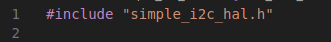 1 #include "simple_i2c_hal.h"
2